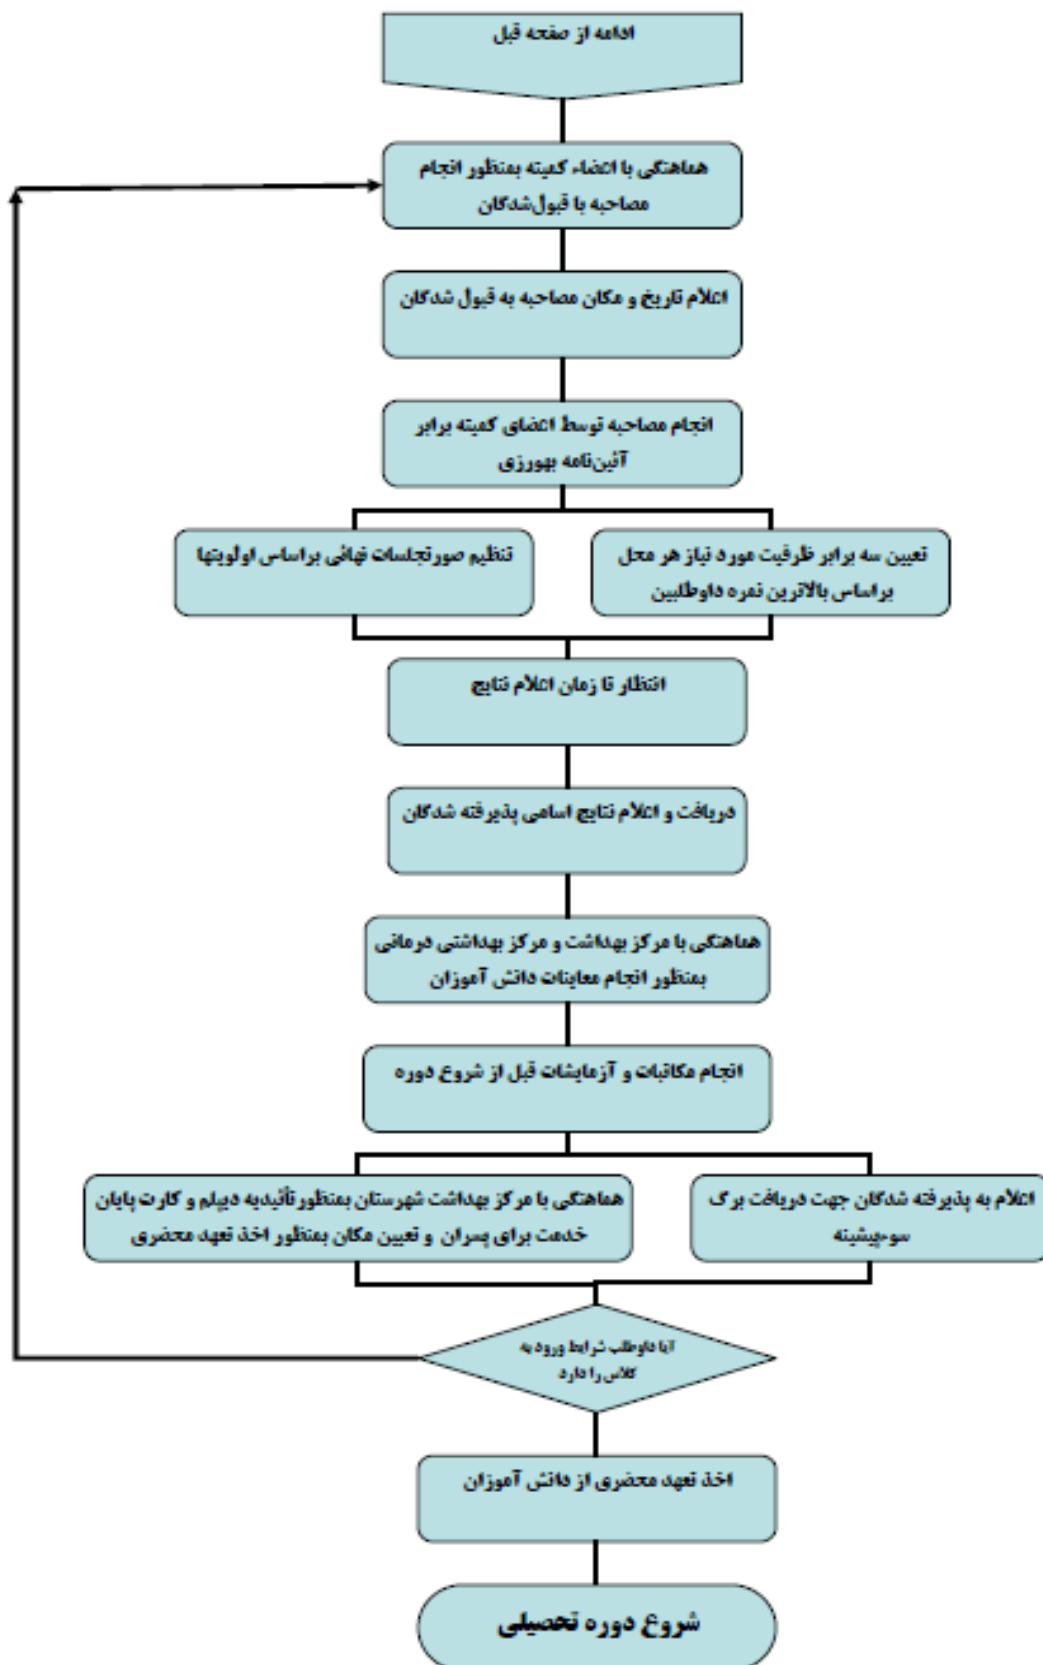 ادامه از صفحه قبل
هماهنگی با اعضاء کمیته بمنظور انجام
مصاحبه با قبول‌شدگان
اعلام تاریخ و مکان مصاحبه به قبول شدگان
انجام مصاحبه توسط اعضای کمیته برابر
آئین‌نامه بهورزی
تعیین سه برابر ظرفیت مورد نیاز هر محل
براساس بالاترین نمره داوطلبین
تنظیم صورتجلسات نهائی براساس اولویتها
انتظار تا زمان اعلام نتایج
دریافت و اعلام نتایج اسامی پذیرفته شدگان
هماهنگی با مرکز بهداشت و مرکز بهداشتی درمانی
بمنظور انجام معاینات دانش آموزان
انجام مکاتبات و آزمایشات قبل از شروع دوره
اعلام به پذیرفته شدگان جهت دریافت برگ
سوءپیشینه
هماهنگی با مرکز بهداشت شهرستان بمنظورتأئیدیه دیپلم و کارت پایان
خدمت برای پسران و تعیین مکان بمنظور اخذ تعهد محضری
آیا داوطلب شرایط ورود به
کلاس را دارد
اخذ تعهد محضری از دانش آموزان
شروع دوره تحصیلی